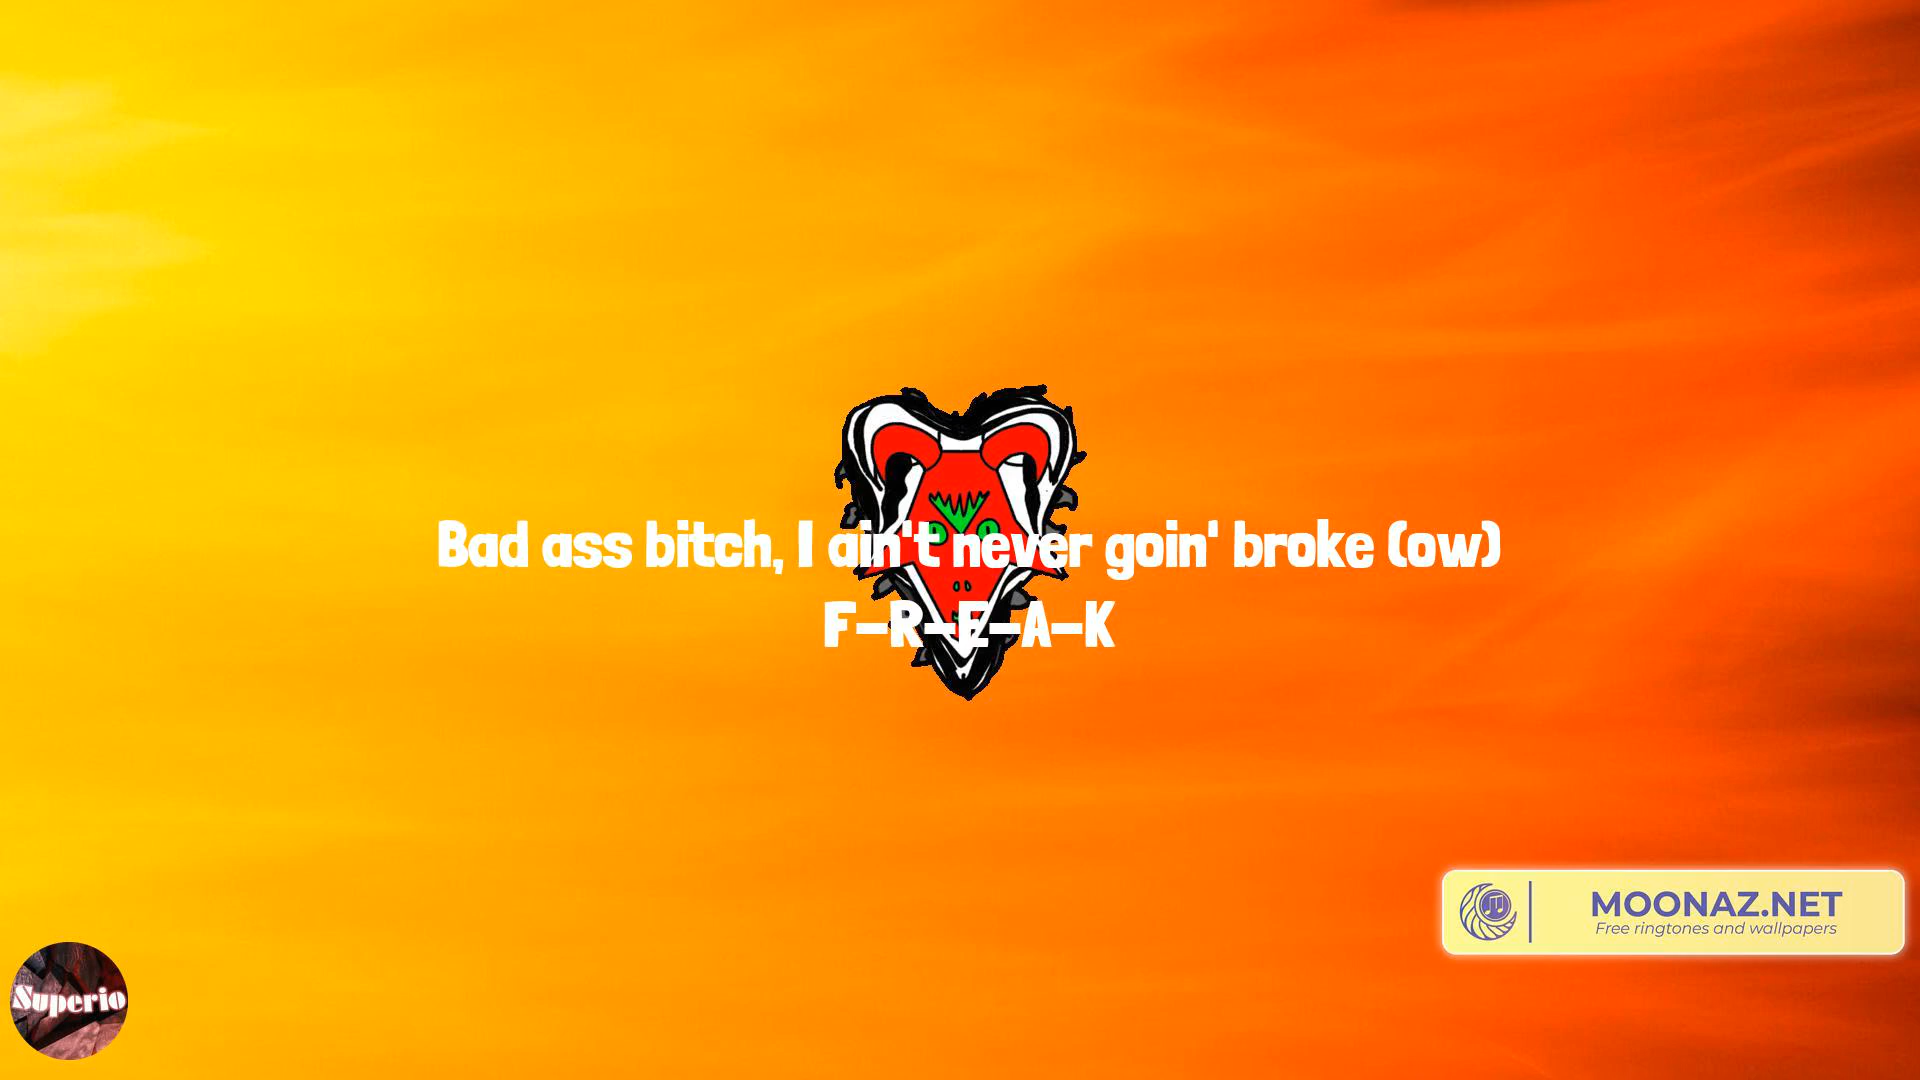 Bad ass bitch, I ain't never goin' broke (ow)
F-R-E-A-K
MOONAZ.NET
Free ringtones and wallpapers
Superio